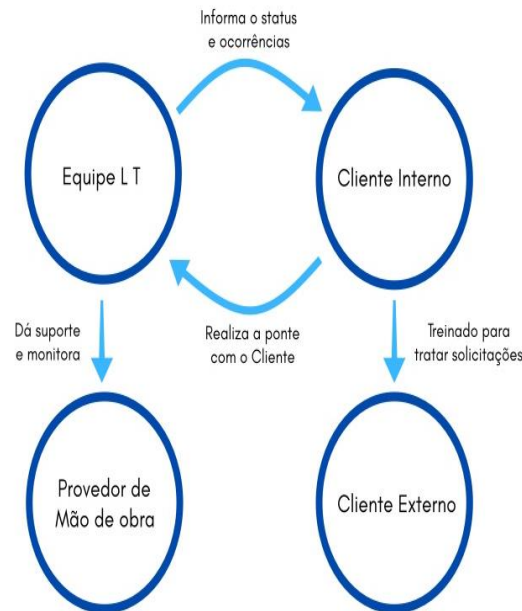 Informa o status
e ocorrências
Equipe L T
Cliente Interno
Dá suporte
e monitora
Realiza a ponte
com o Cliente
Treinado para
tratar solicitações
Provedor de
Mão de obra
Cliente Externo